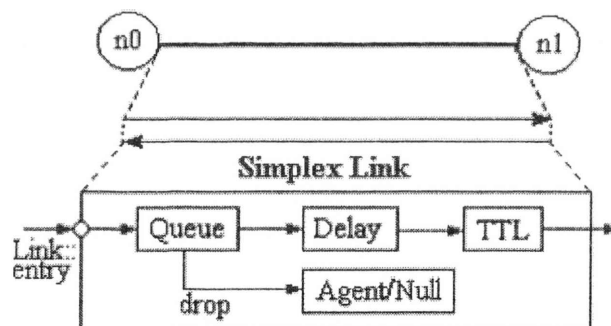 n0 n1
Simplex Link
Queue Delay TTL
Link::
entry
drop Agent/Null